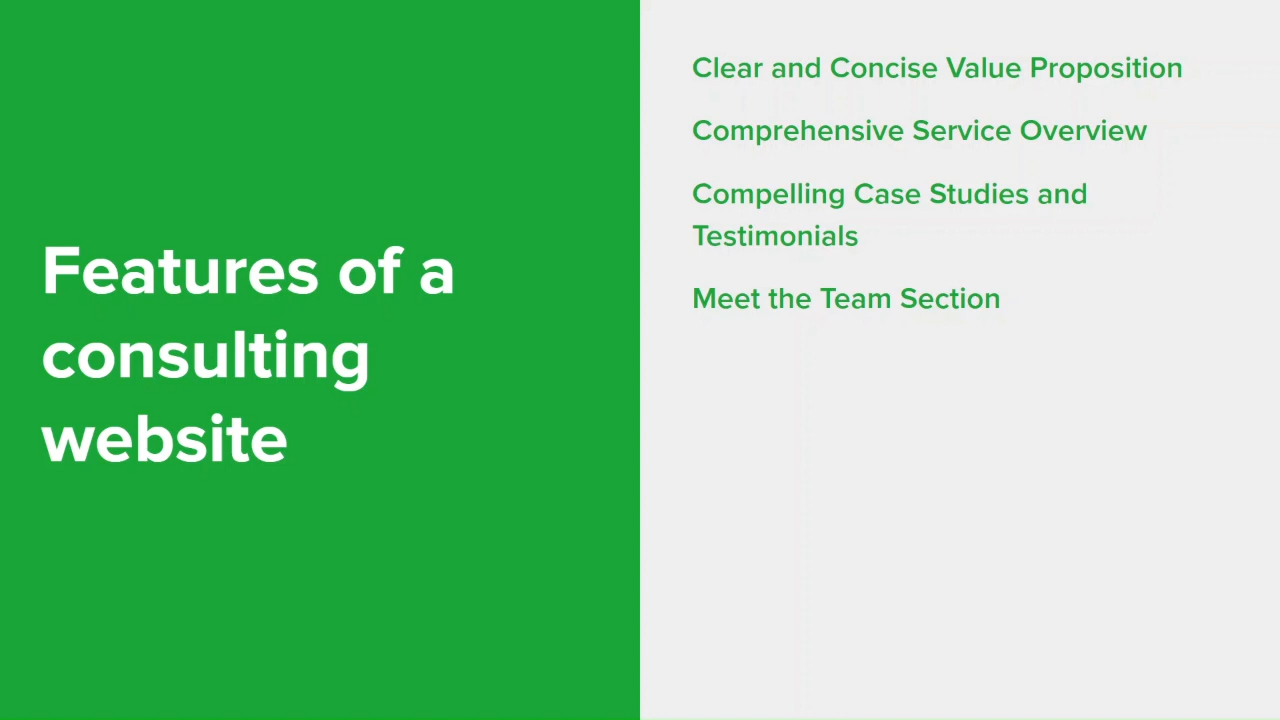 Features of a
consulting
website
Clear and Concise Value Proposition
Comprehensive Service Overview
Compelling Case Studies and
Testimonials
Meet the Team Section